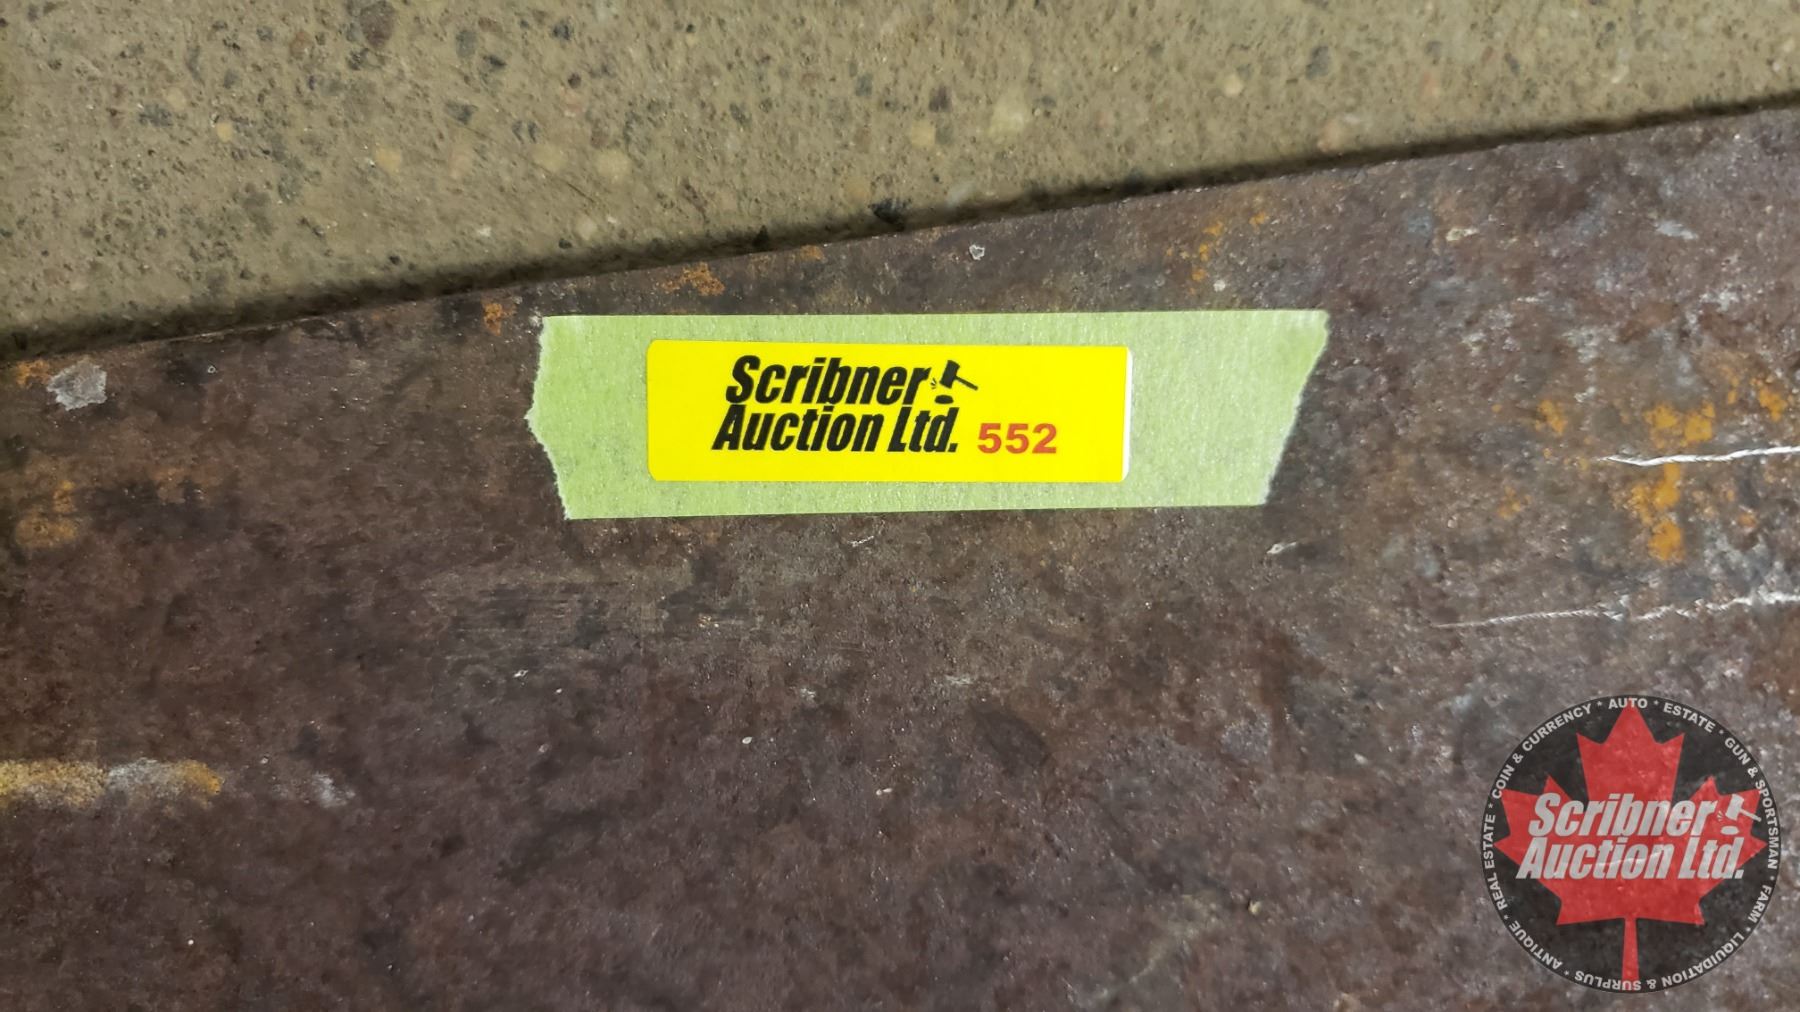 Scribner
Auction Ltd. 552
COIN & CURRENCY * AUTO * ESTATE * GUN & SPORTSMAN * FARM * LIQUIDATION & SURPLUS * ANTIQUE * REAL ESTATE *
Scribner
Auction Ltd.